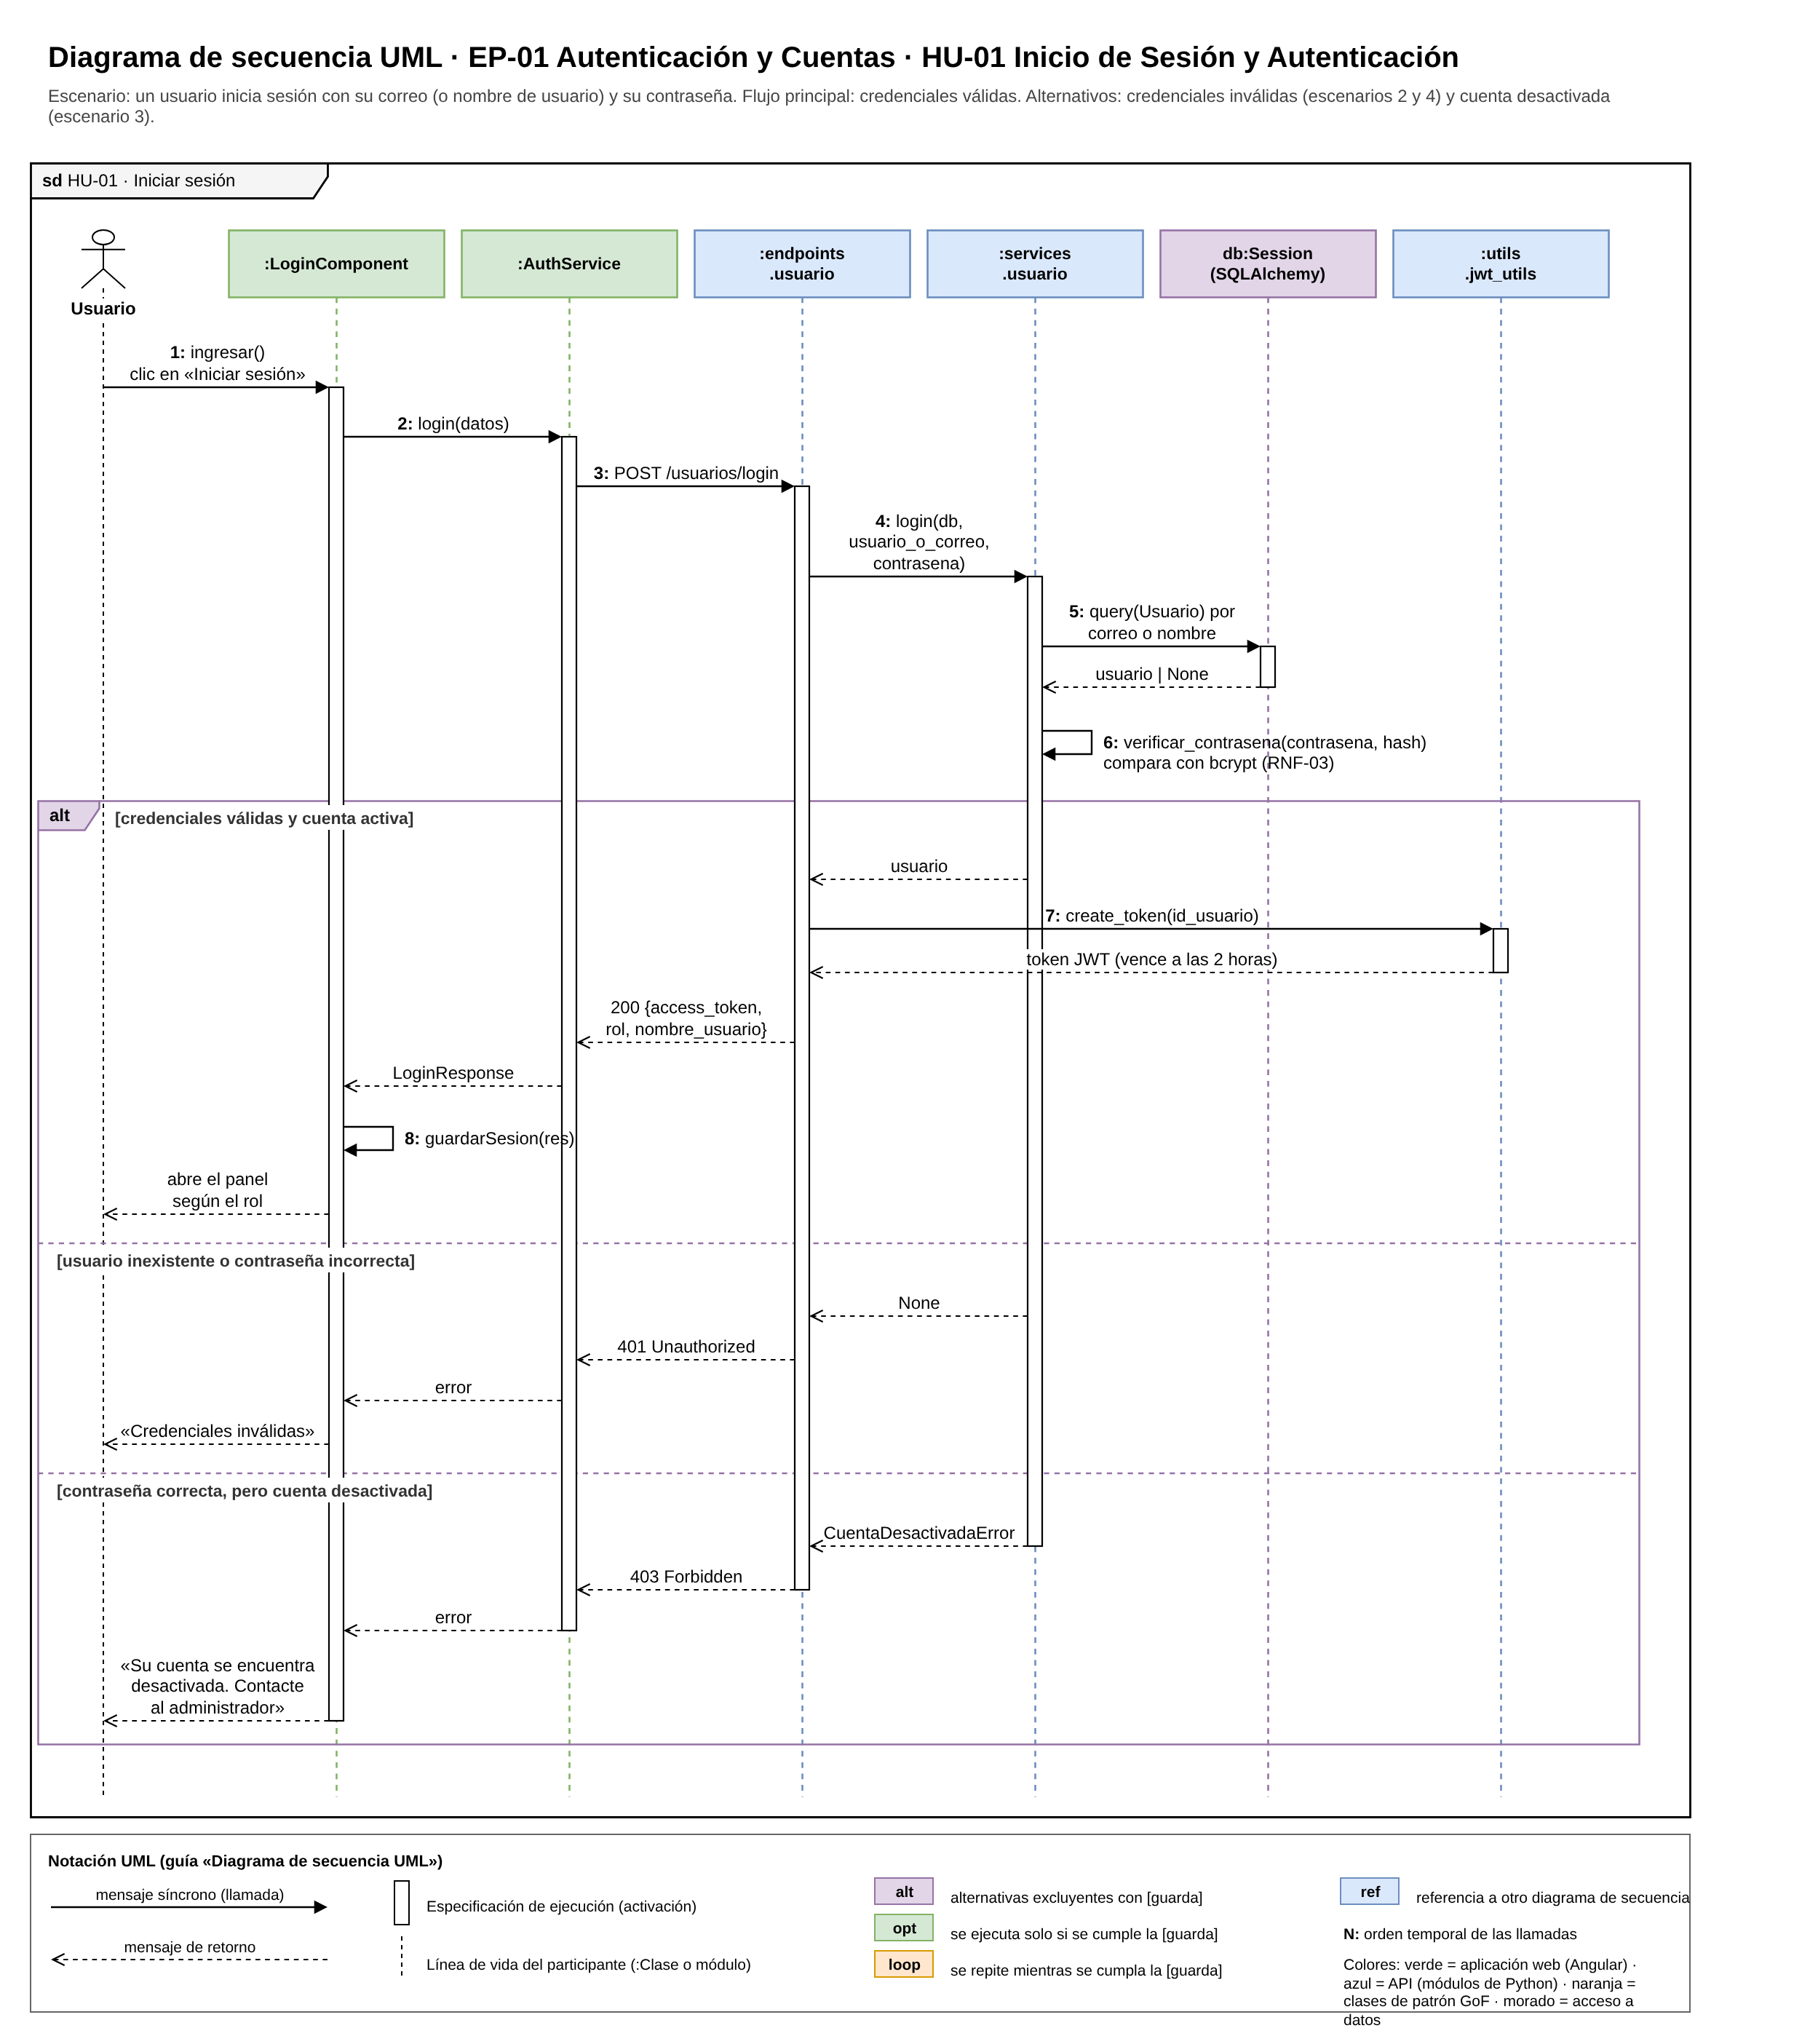 Diagrama de secuencia UML · EP-01 Autenticación y Cuentas · HU-01 Inicio de Sesión y Autenticación
Escenario: un usuario inicia sesión con su correo (o nombre de usuario) y su contraseña. Flujo principal: credenciales válidas. Alternativos: credenciales inválidas (escenarios 2 y 4) y cuenta desactivada
(escenario 3).
sd HU-01 · Iniciar sesión
Usuario
:LoginComponent
:AuthService
:endpoints
.usuario
:services
.usuario
db:Session
(SQLAlchemy)
:utils
.jwt_utils
1: ingresar()
clic en «Iniciar sesión»
2: login(datos)
3: POST /usuarios/login
4: login(db,
usuario_o_correo,
contrasena)
5: query(Usuario) por
correo o nombre
usuario | None
6: verificar_contrasena(contrasena, hash)
compara con bcrypt (RNF-03)
alt
[credenciales válidas y cuenta activa]
usuario
7: create_token(id_usuario)
token JWT (vence a las 2 horas)
200 {access_token,
rol, nombre_usuario}
LoginResponse
8: guardarSesion(res)
abre el panel
según el rol
[usuario inexistente o contraseña incorrecta]
None
401 Unauthorized
error
«Credenciales inválidas»
[contraseña correcta, pero cuenta desactivada]
CuentaDesactivadaError
403 Forbidden
error
«Su cuenta se encuentra
desactivada. Contacte
al administrador»
Notación UML (guía «Diagrama de secuencia UML»)
mensaje síncrono (llamada)
mensaje de retorno
Especificación de ejecución (activación)
Línea de vida del participante (:Clase o módulo)
alt
alternativas excluyentes con [guarda]
opt
se ejecuta solo si se cumple la [guarda]
loop
se repite mientras se cumpla la [guarda]
ref
referencia a otro diagrama de secuencia
N: orden temporal de las llamadas
Colores: verde = aplicación web (Angular) ·
azul = API (módulos de Python) · naranja =
clases de patrón GoF · morado = acceso a
datos